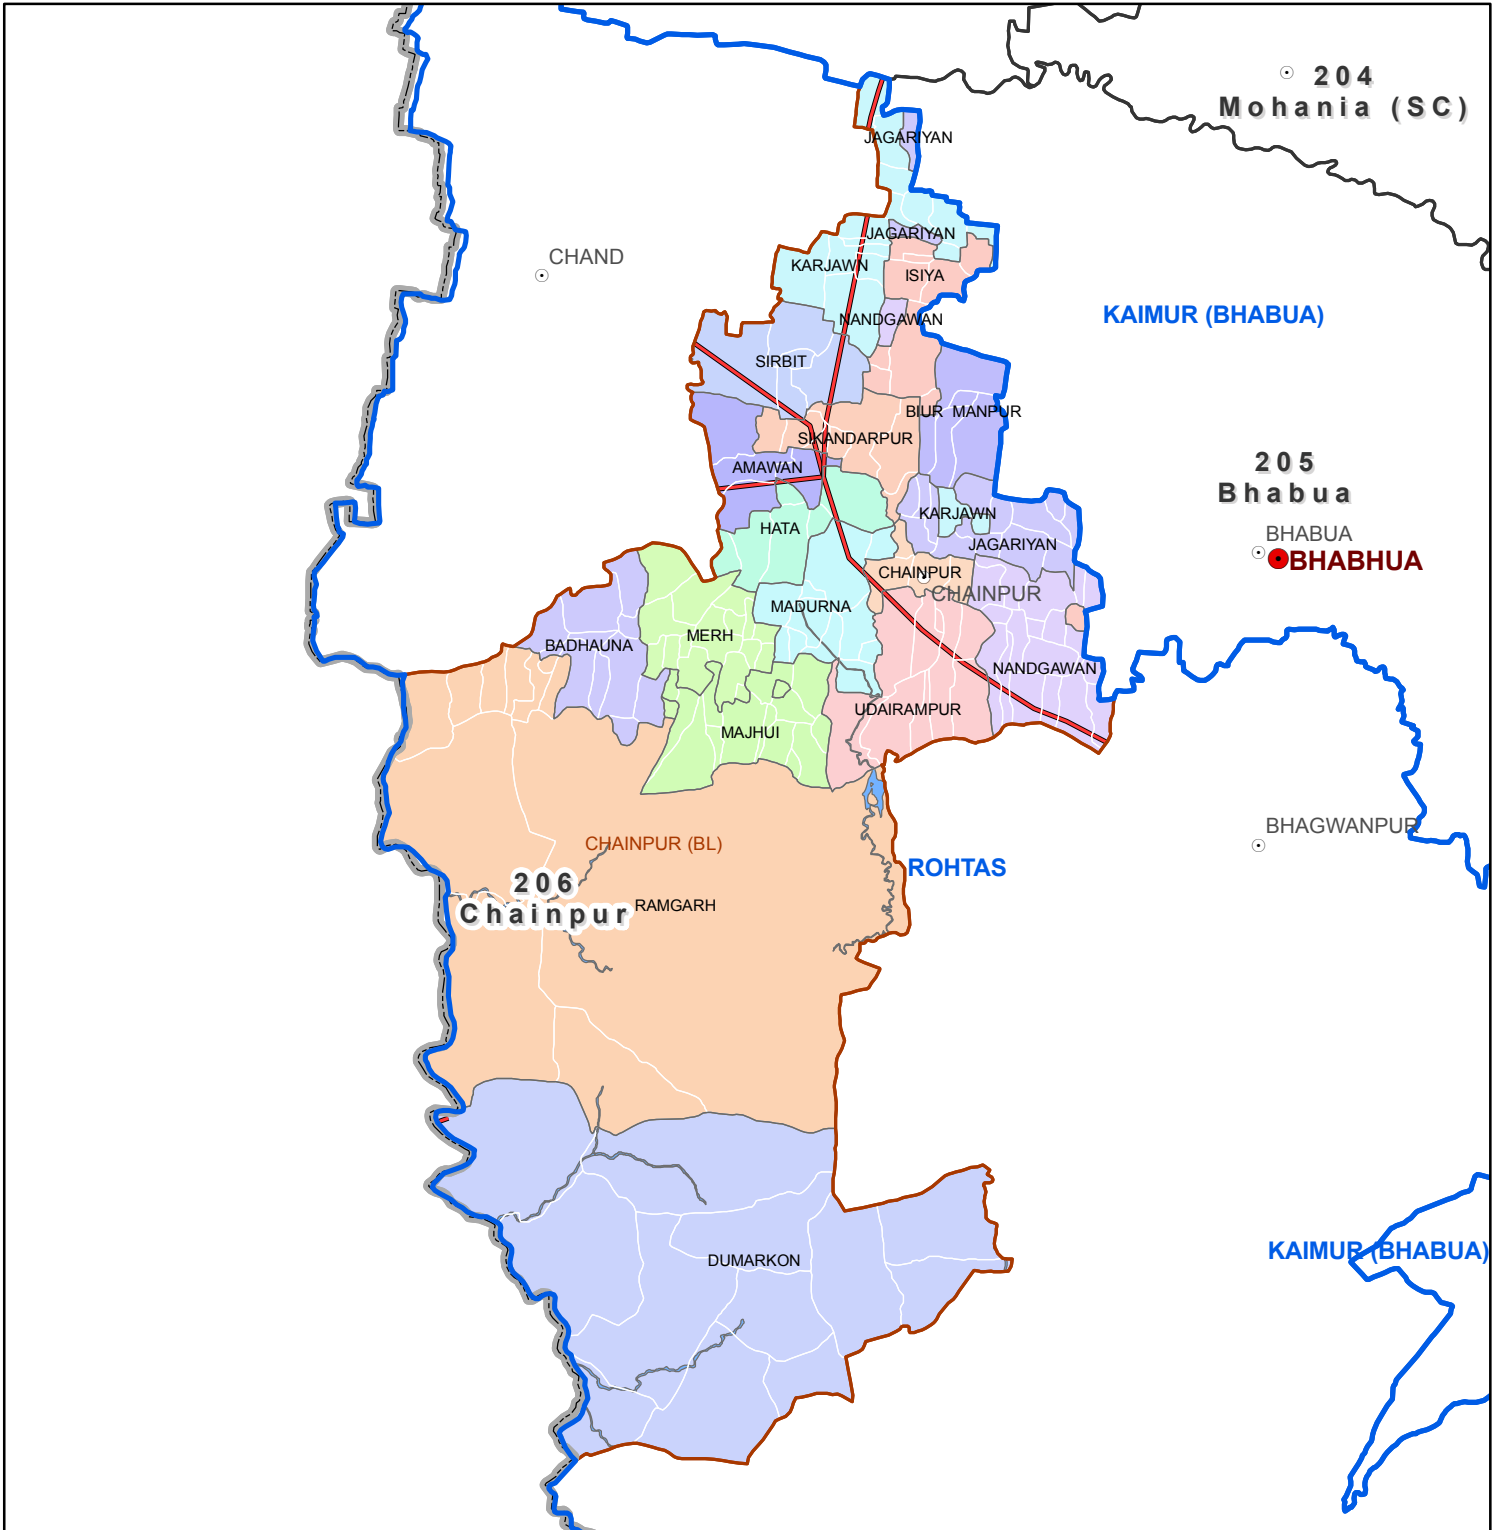 204
Mohania (SC)
JAGARIYAN
JAGARIYAN
CHAND
KARJAWN
ISIYA
KAIMUR (BHABUA)
NANDGAWAN
SIRBIT
BIUR
MANPUR
SIKANDARPUR
AMAWAN
205
Bhabua
KARJAWN
HATA
BHABUA
JAGARIYAN
BHABHUA
CHAINPUR
CHAINPUR
MADURNA
MERH
BADHAUNA
NANDGAWAN
UDAIRAMPUR
MAJHUI
BHAGWANPUR
CHAINPUR (BL)
ROHTAS
206
Chainpur
RAMGARH
KAIMUR (BHABUA)
DUMARKON